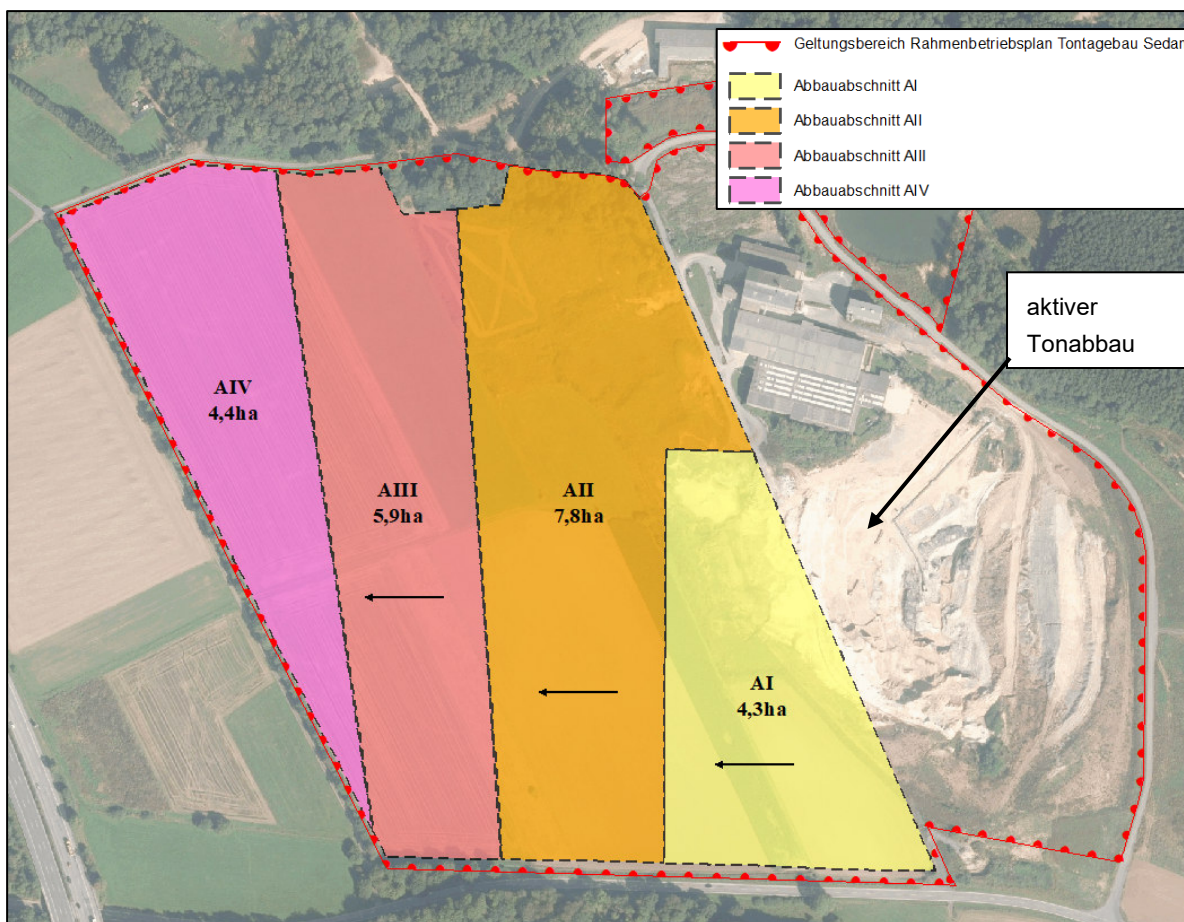 Geltungsbereich Rahmenbetriebsplan Tontagebau Sedan
Abbauabschnitt AI
Abbauabschnitt AII
Abbauabschnitt AIII
Abbauabschnitt AIV
aktiver
Tonabbau
AIV
4,4ha
AIII
5,9ha
AII
7,8ha
AI
4,3ha